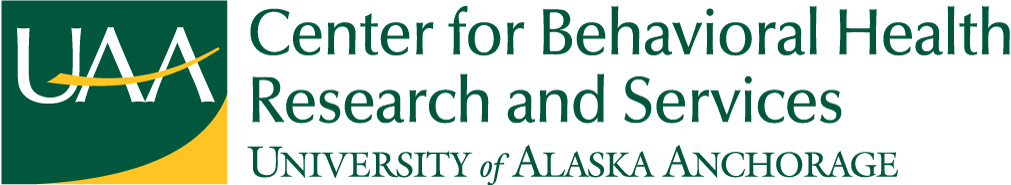 UAA
Center for Behavioral Health
Research and Services
UNIVERSITY of ALASKA ANCHORAGE